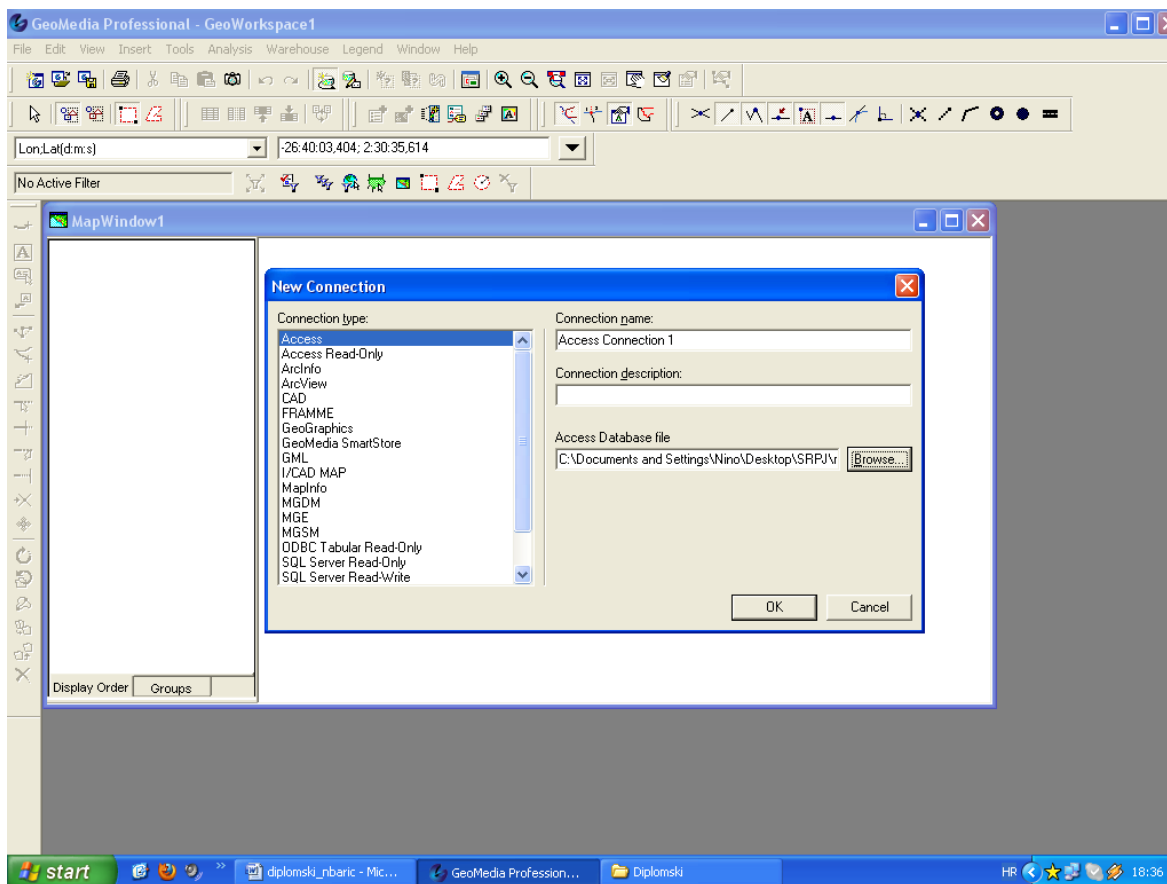 GeoMedia Professional - GeoWorkspace1
File Edit View Insert Tools Analysis Warehouse Legend Window Help
Lon;Lat(d:m:s) -26:40:03,404; 2:30:35,614
No Active Filter
MapWindow1
New Connection
Connection type:
Access
Access Read-Only
ArcInfo
ArcView
CAD
FRAMME
GeoGraphics
GeoMedia SmartStore
GML
I/CAD MAP
MapInfo
MGDM
MGE
MGSM
ODBC Tabular Read-Only
SQL Server Read-Only
SQL Server Read-Write
Connection name:
Access Connection 1
Connection description:
Access Database file
C:\Documents and Settings\Nino\Desktop\SRPJ\r
Browse...
OK Cancel
Display Order Groups
start diplomski_nbaric - Mic... GeoMedia Profession... Diplomski HR 18:36